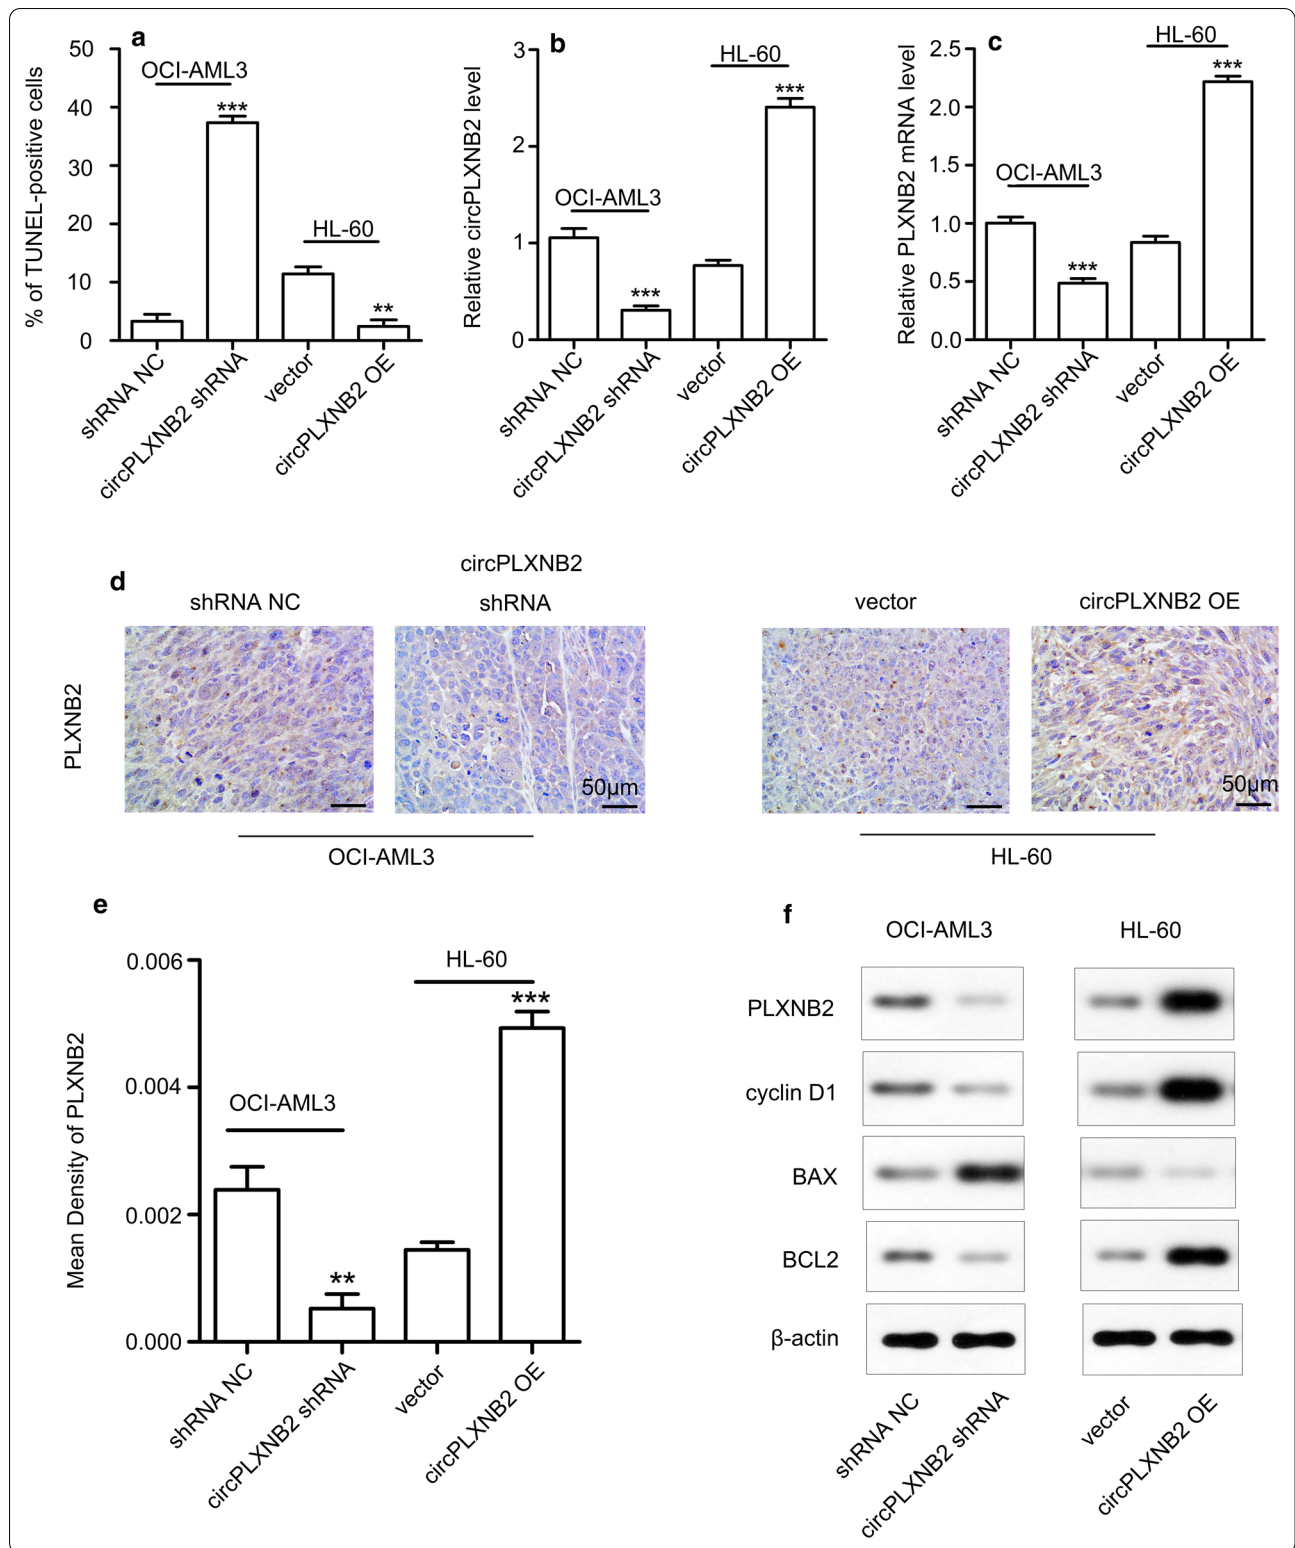 a
% of TUNEL-positive cells
50
40
30
20
10
0
OCI-AML3
***
HL-60
**
shRNA NC
circPLXNB2 shRNA
vector
circPLXNB2 OE
b
Relative circPLXNB2 level
3
2
1
0
OCI-AML3
***
HL-60
***
shRNA NC
circPLXNB2 shRNA
vector
circPLXNB2 OE
c
Relative PLXNB2 mRNA level
2.5
2.0
1.5
1.0
0.5
0.0
OCI-AML3
***
HL-60
***
shRNA NC
circPLXNB2 shRNA
vector
circPLXNB2 OE
d
shRNA NC
circPLXNB2
shRNA
vector
circPLXNB2 OE
PLXNB2
50μm
50μm
OCI-AML3
HL-60
e
Mean Density of PLXNB2
0.006
0.004
0.002
0.000
OCI-AML3
**
HL-60
***
shRNA NC
circPLXNB2 shRNA
vector
circPLXNB2 OE
f
OCI-AML3
HL-60
PLXNB2
cyclin D1
BAX
BCL2
β-actin
shRNA NC
circPLXNB2 shRNA
vector
circPLXNB2 OE